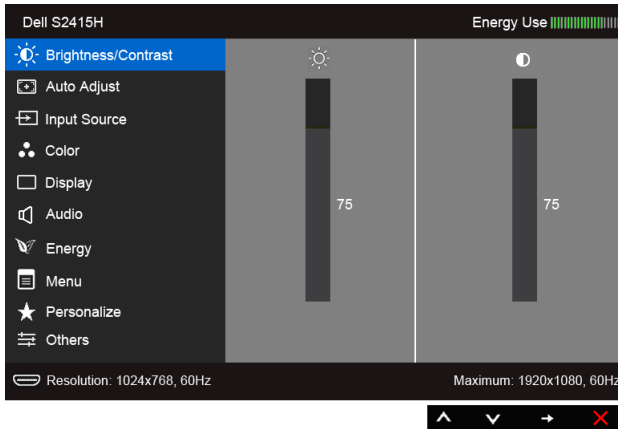 Dell S2415H
Energy Use
Brightness/Contrast
Auto Adjust
Input Source
Color
Display
Audio
Energy
Menu
Personalize
Others
75
75
Resolution: 1024x768, 60Hz
Maximum: 1920x1080, 60Hz